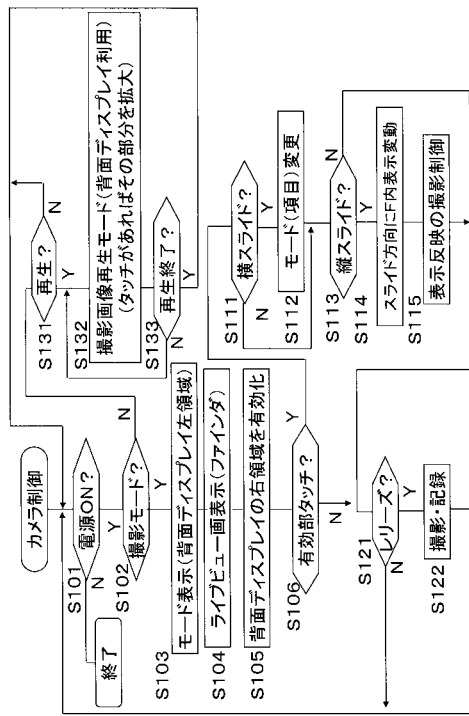 カメラ制御
S101
電源ON?
Y
N
終了
S102
撮影モード?
Y
N
S103
モード表示(背面ディスプレイ左領域)
S104
ライブビュー画表示(ファインダ)
S105
背面ディスプレイの右領域を有効化
S106
有効部タッチ?
Y
N
S121
レリーズ?
N
Y
S122
撮影・記録
S131
再生?
N
Y
S132
撮影画像再生モード(背面ディスプレイ利用)
(タッチがあればその部分を拡大)
S133
再生終了?
N
Y
S111
横スライド?
N
Y
S112
モード(項目)変更
S113
縦スライド?
N
Y
S114
スライド方向にF内表示変動
S115
表示反映の撮影制御